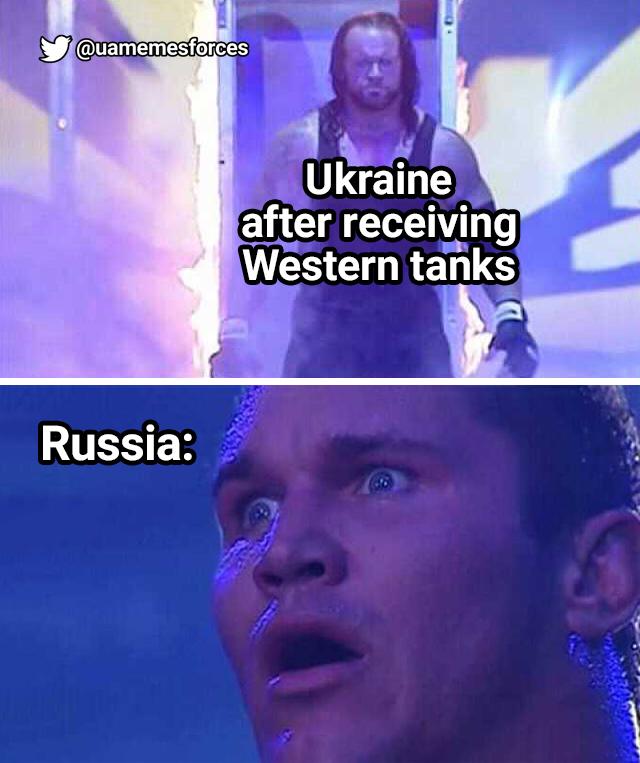 @uamemesforces
Ukraine
after receiving
Western tanks
Russia: